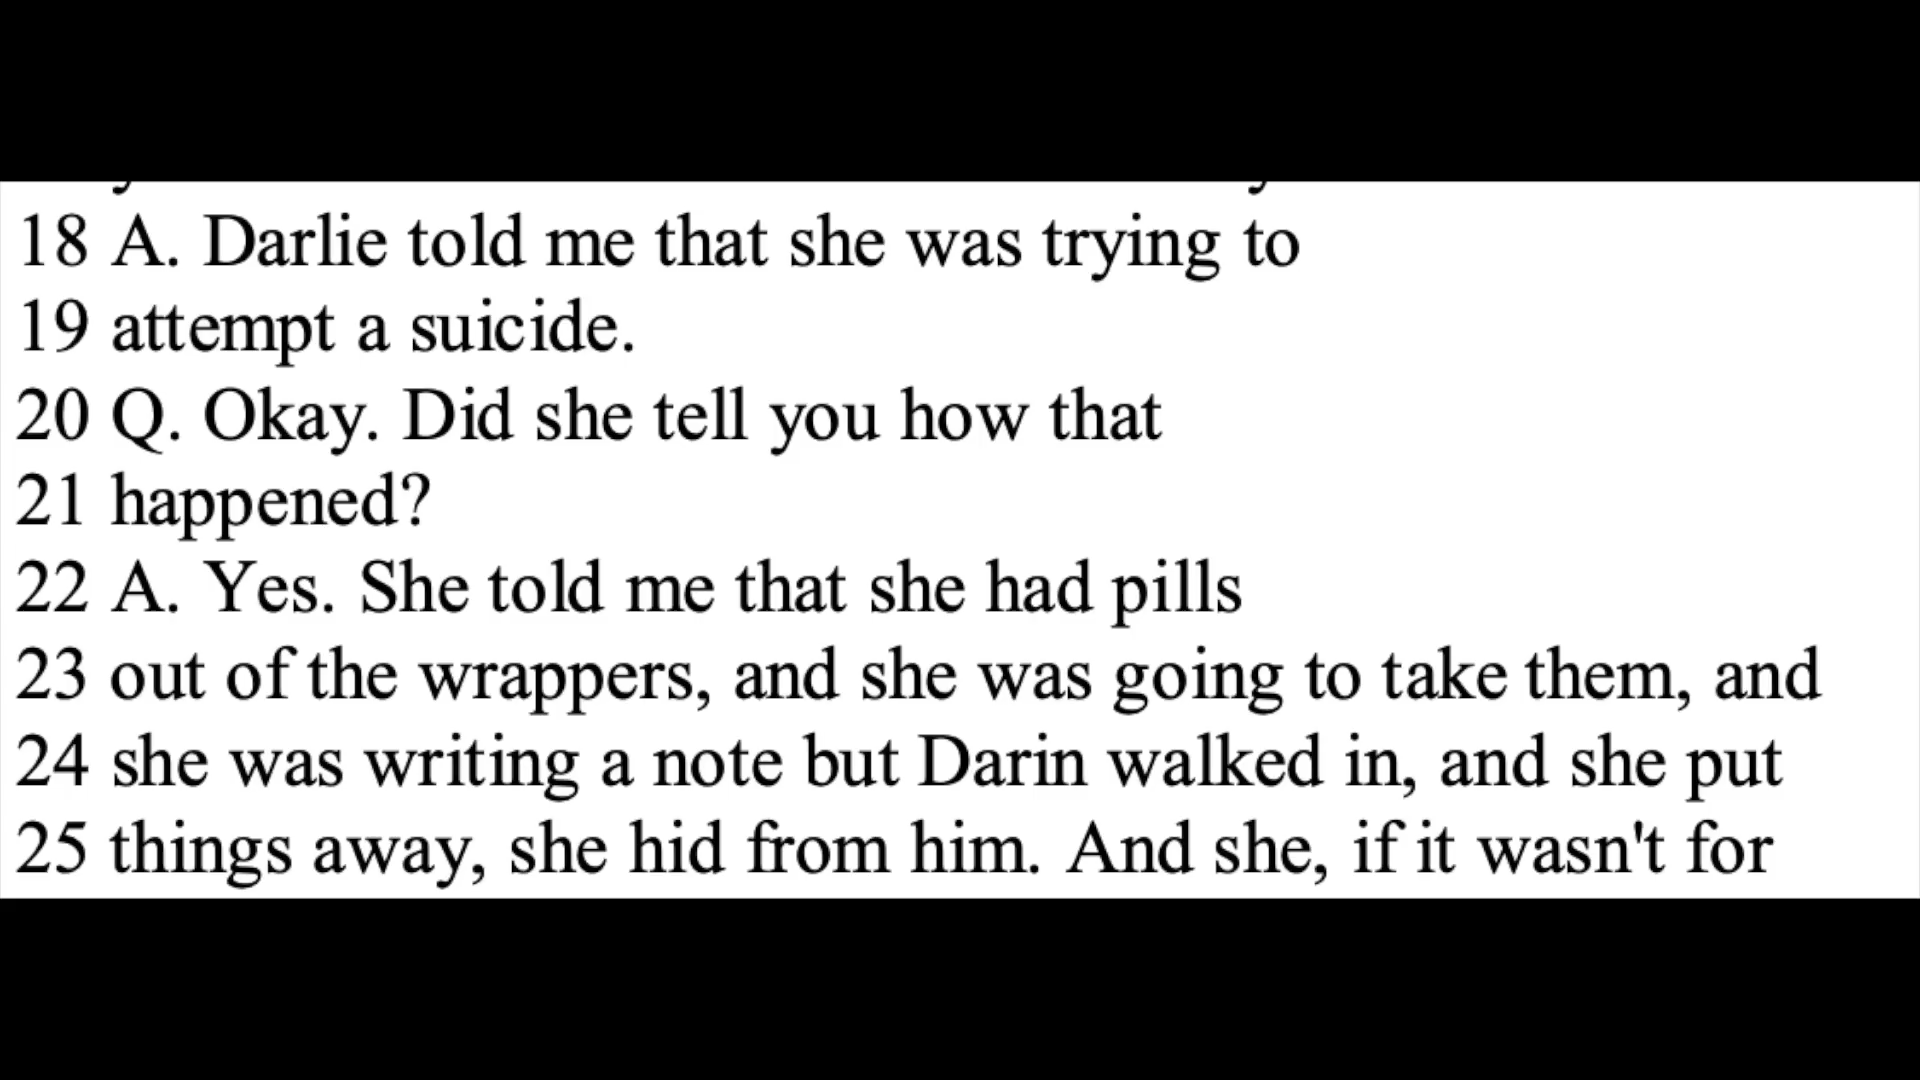 18 A. Darlie told me that she was trying to
19 attempt a suicide.
20 Q. Okay. Did she tell you how that
21 happened?
22 A. Yes. She told me that she had pills
23 out of the wrappers, and she was going to take them, and
24 she was writing a note but Darin walked in, and she put
25 things away, she hid from him. And she, if it wasn't for